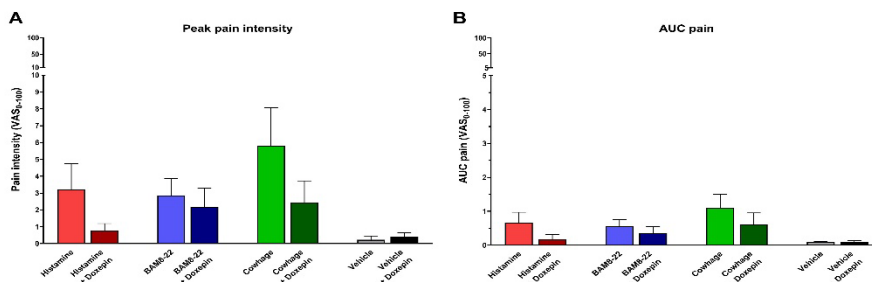 A
Peak pain intensity
Pain intensity (VAS0-100)
100
50
10
10
9
8
7
6
5
4
3
2
1
0
Histamine
Histamine
+ Doxepin
BAM8-22
BAM8-22
+ Doxepin
Cowhage
Cowhage
+ Doxepin
Vehicle
Vehicle
+ Doxepin
B
AUC pain
AUC pain (VAS0-100)
100
50
5
5
4
3
2
1
0
Histamine
Histamine
Doxepin
BAM8-22
BAM8-22
Doxepin
Cowhage
Cowhage
Doxepin
Vehicle
Vehicle
Doxepin